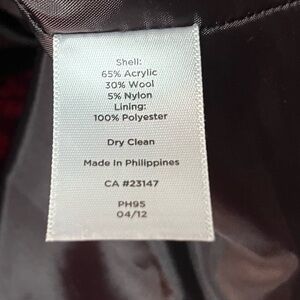 Shell:
65% Acrylic
30% Wool
5% Nylon
Lining:
100% Polyester
Dry Clean
Made In Philippines
CA #23147
PH95
04/12